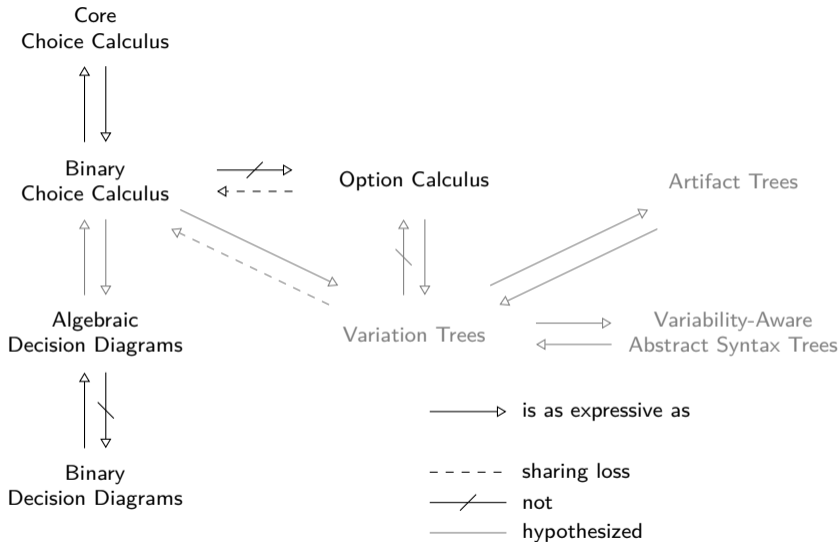 Core
Choice Calculus
Binary
Choice Calculus
Option Calculus
Artifact Trees
Algebraic
Decision Diagrams
Variation Trees
Variability-Aware
Abstract Syntax Trees
is as expressive as
Binary
Decision Diagrams
sharing loss
not
hypothesized